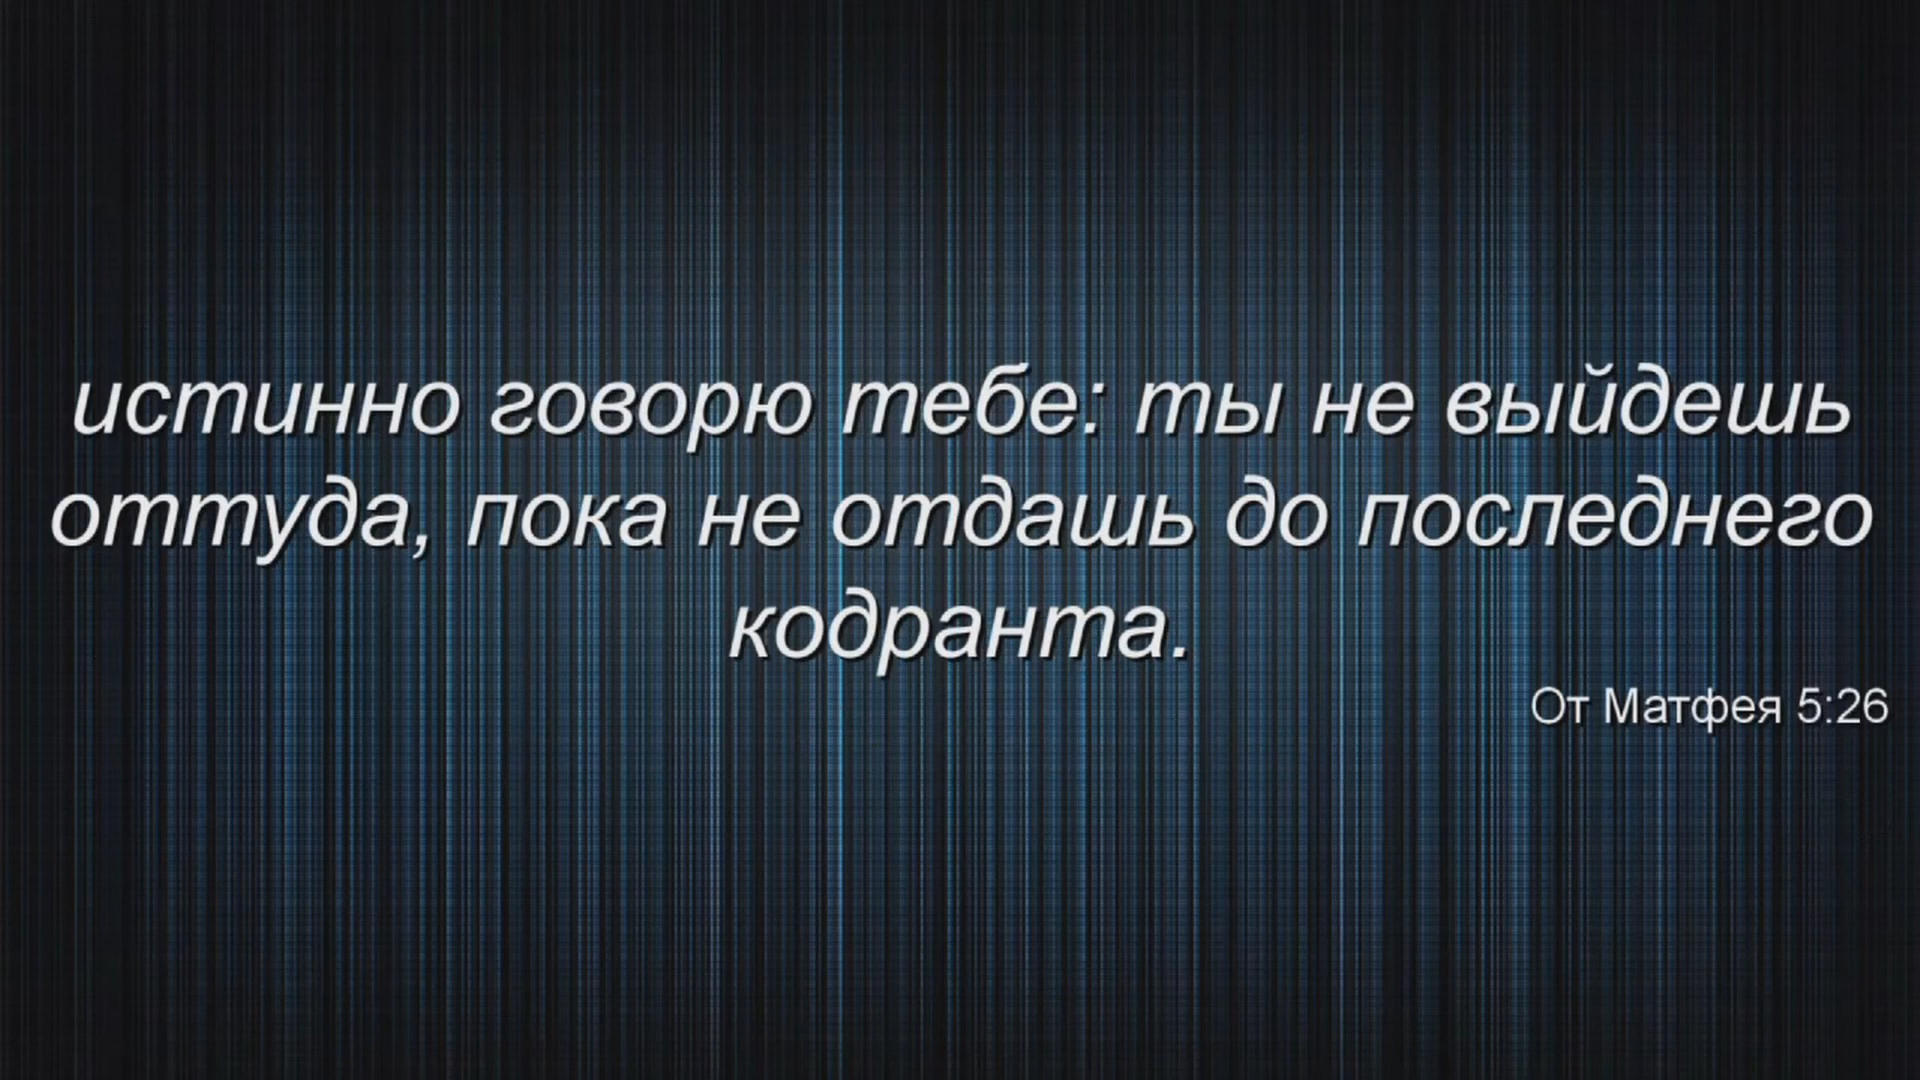 истинно говорю тебе: ты не выйдешь
оттуда, пока не отдашь до последнего
кодранта.
От Матфея 5:26